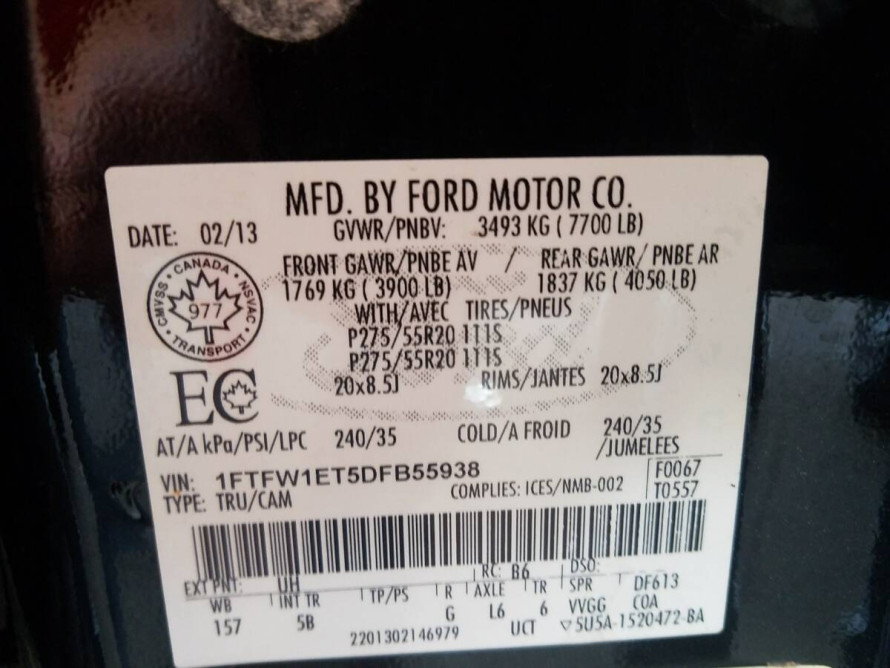 MFD. BY FORD MOTOR CO.
DATE: 02/13
GVWR/PNBV: 3493 KG ( 7700 LB)
FRONT GAWR/PNBE AV / REAR GAWR/ PNBE AR
1769 KG ( 3900 LB) 1837 KG ( 4050 LB)
WITH/AVEC TIRES/PNEUS
P275/55R20 111S
P275/55R20 111S
20x8.5J RIMS/JANTES 20x8.5J
CANADA
CMVSS NSVAC
977
TRANSPORT
EC
AT/A kPa/PSI/LPC 240/35 COLD/A FROID 240/35
/JUMELEES
VIN: 1FTFW1ET5DFB55938
TYPE: TRU/CAM COMPLIES: ICES/NMB-002
F0067
T0557
EXT PNT: UH RC: B6 DSO:
WB INT TR TP/PS R AXLE TR SPR DF613
157 5B G L6 6 VVGG COA
2201302146979 UCT ▽5U5A-1520472-BA